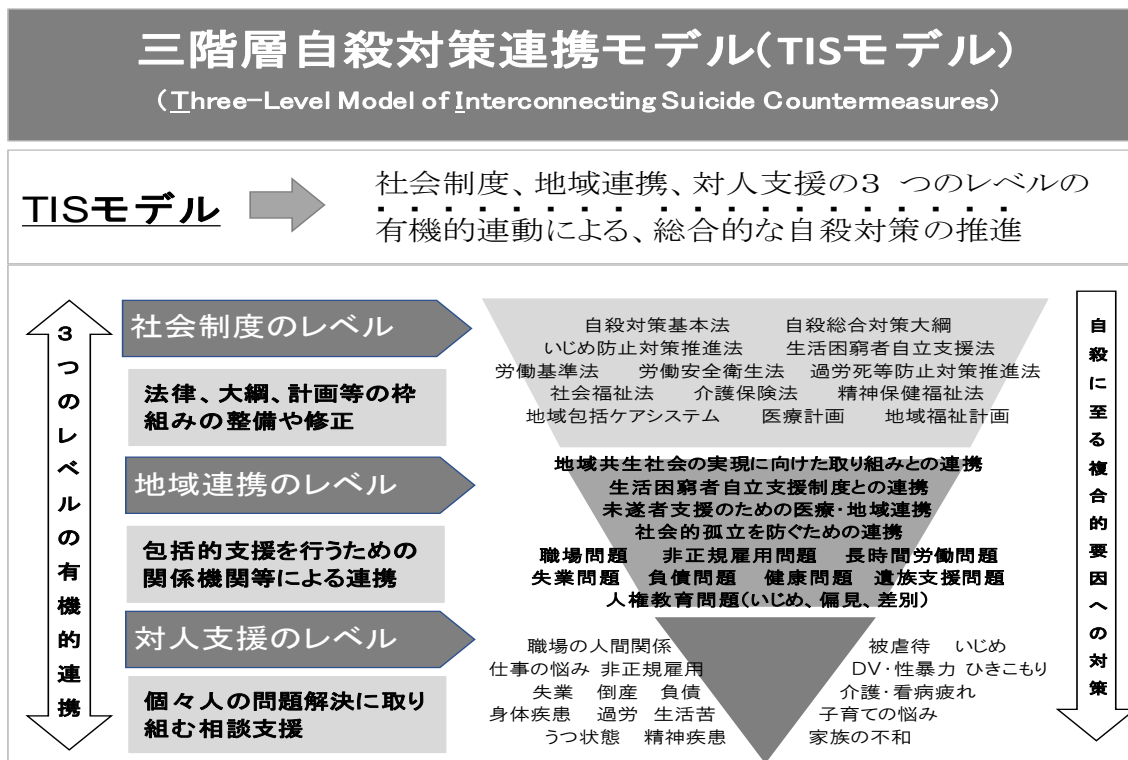 三階層自殺対策連携モデル(TISモデル)
(Three-Level Model of Interconnecting Suicide Countermeasures)
TISモデル
社会制度、地域連携、対人支援の3 つのレベルの
有機的連動による、総合的な自殺対策の推進
3つのレベルの有機的連携
社会制度のレベル
法律、大綱、計画等の枠
組みの整備や修正
地域連携のレベル
包括的支援を行うための
関係機関等による連携
対人支援のレベル
個々人の問題解決に取り
組む相談支援
自殺対策基本法 自殺総合対策大綱
いじめ防止対策推進法 生活困窮者自立支援法
労働基準法 労働安全衛生法 過労死等防止対策推進法
社会福祉法 介護保険法 精神保健福祉法
地域包括ケアシステム 医療計画 地域福祉計画
地域共生社会の実現に向けた取り組みとの連携
生活困窮者自立支援制度との連携
未遂者支援のための医療・地域連携
社会的孤立を防ぐための連携
職場問題 非正規雇用問題 長時間労働問題
失業問題 負債問題 健康問題 遺族支援問題
人権教育問題(いじめ、偏見、差別)
職場の人間関係 被虐待 いじめ
仕事の悩み 非正規雇用 DV・性暴力 ひきこもり
失業 倒産 負債 介護・看病疲れ
身体疾患 過労 生活苦 子育ての悩み
うつ状態 精神疾患 家族の不和
自殺に至る複合的要因への対策